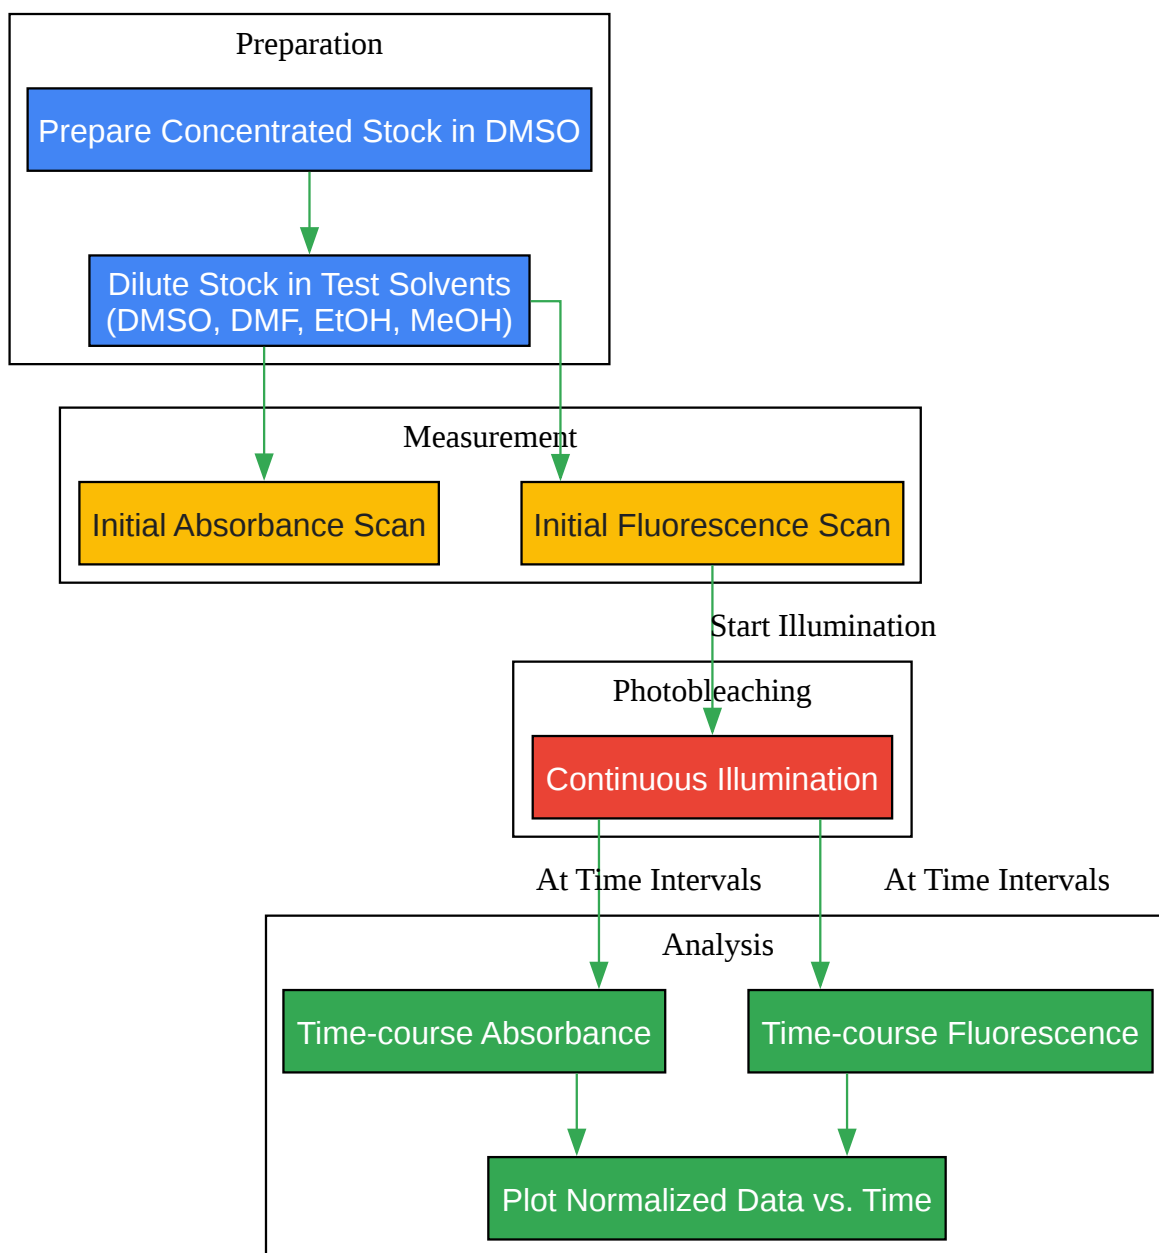 Preparation
Prepare Concentrated Stock in DMSO
Dilute Stock in Test Solvents
(DMSO, DMF, EtOH, MeOH)
Measurement
Initial Absorbance Scan
Initial Fluorescence Scan
Start Illumination
Photobleaching
Continuous Illumination
At Time Intervals
At Time Intervals
Analysis
Time-course Absorbance
Time-course Fluorescence
Plot Normalized Data vs. Time